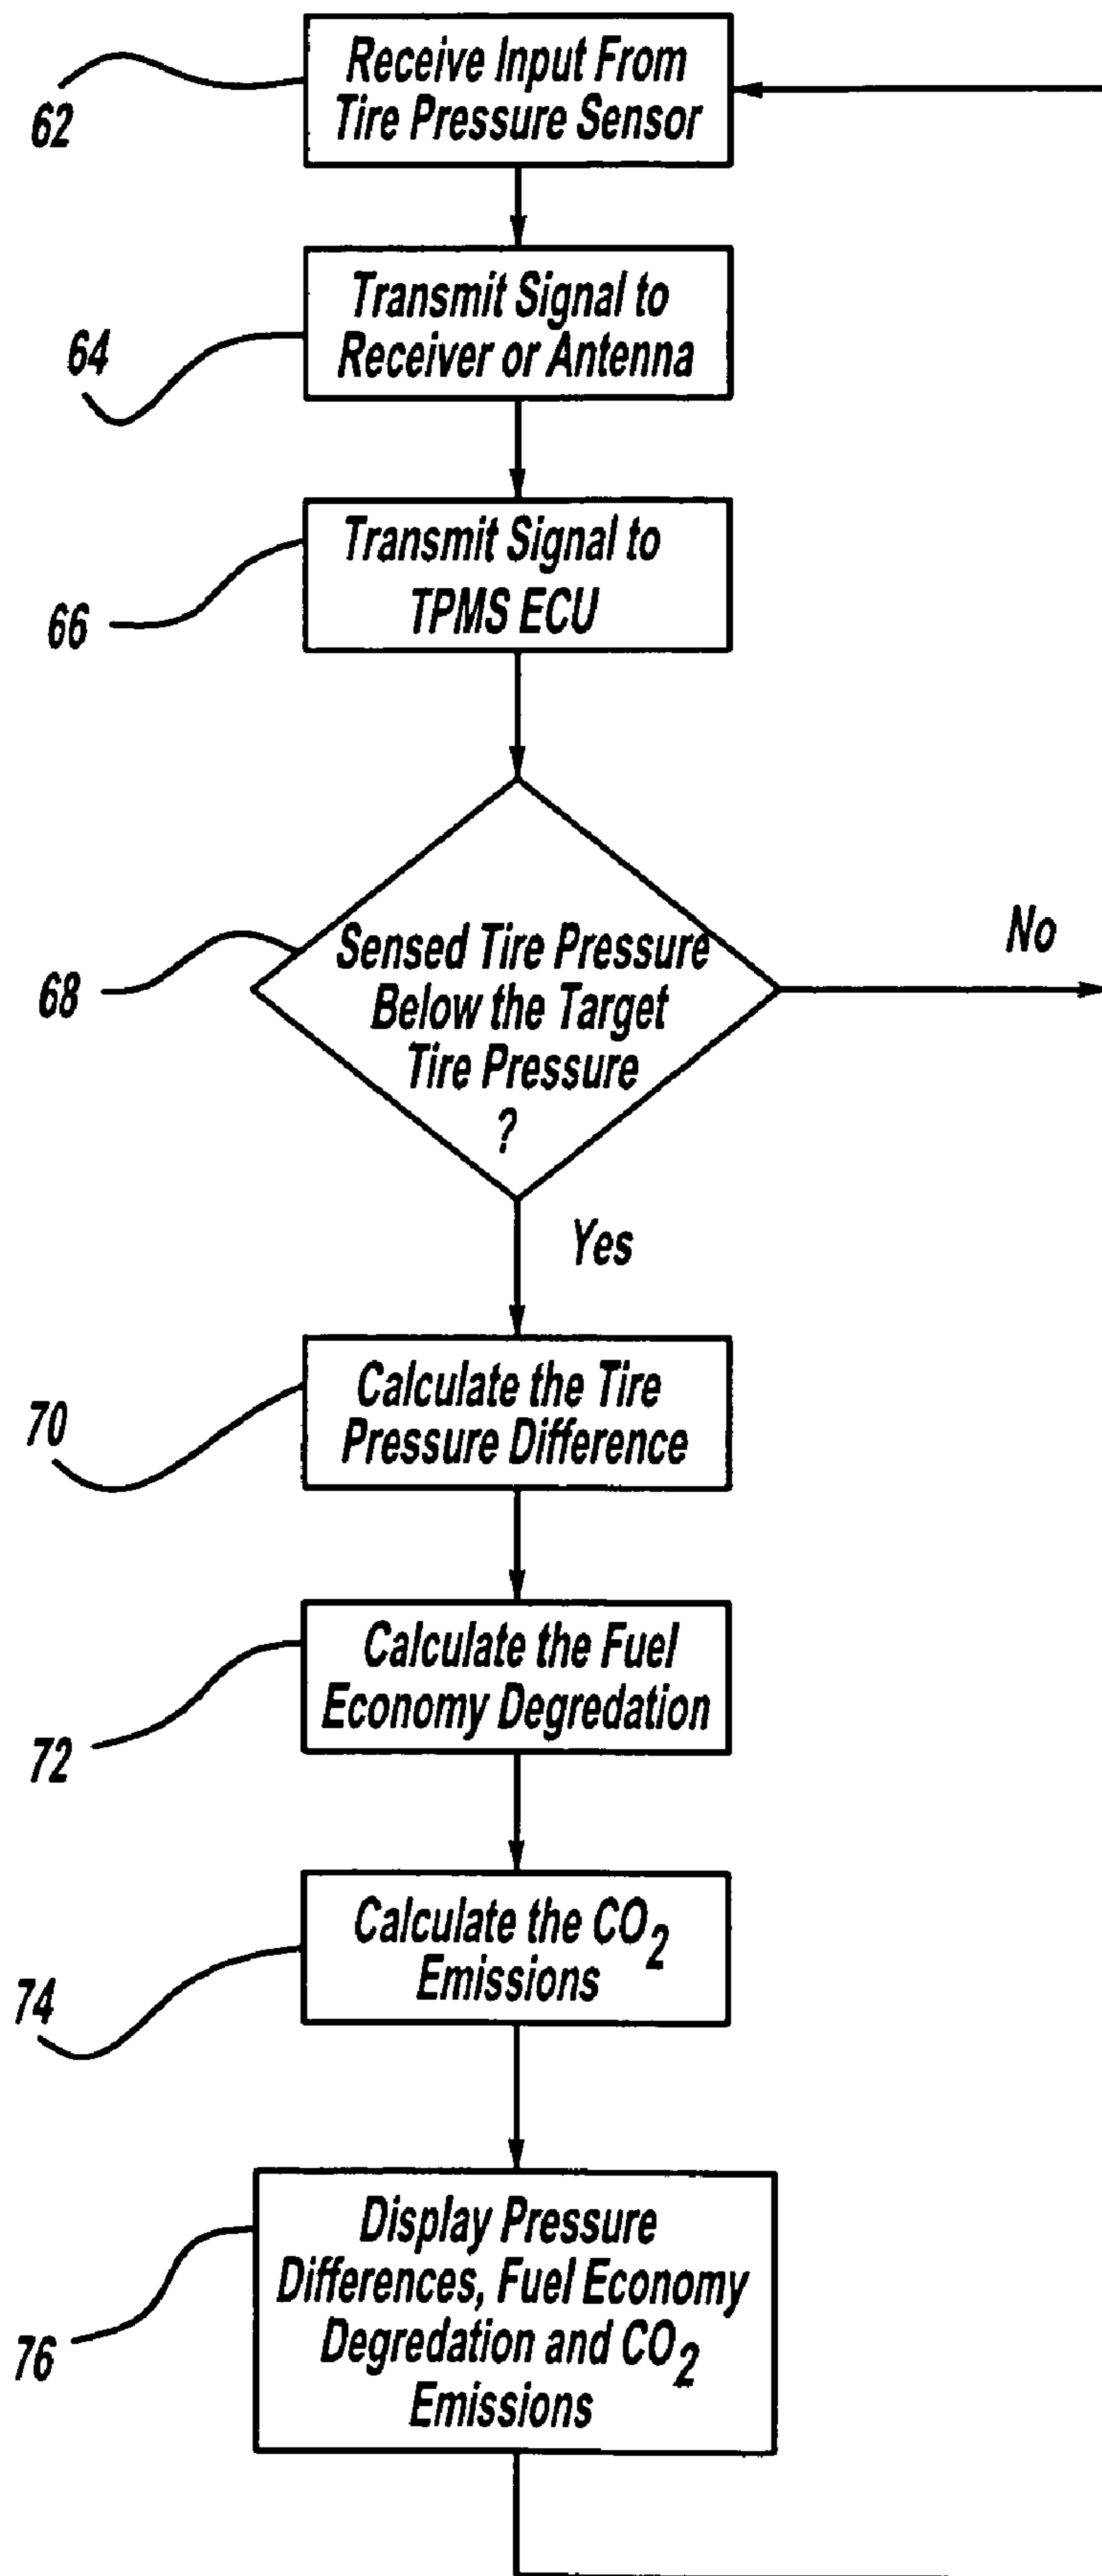 Receive Input From
Tire Pressure Sensor
62
Transmit Signal to
Receiver or Antenna
64
Transmit Signal to
TPMS ECU
66
Sensed Tire Pressure
Below the Target
Tire Pressure
?
68
No
Yes
Calculate the Tire
Pressure Difference
70
Calculate the Fuel
Economy Degredation
72
Calculate the CO2
Emissions
74
Display Pressure
Differences, Fuel Economy
Degredation and CO2
Emissions
76